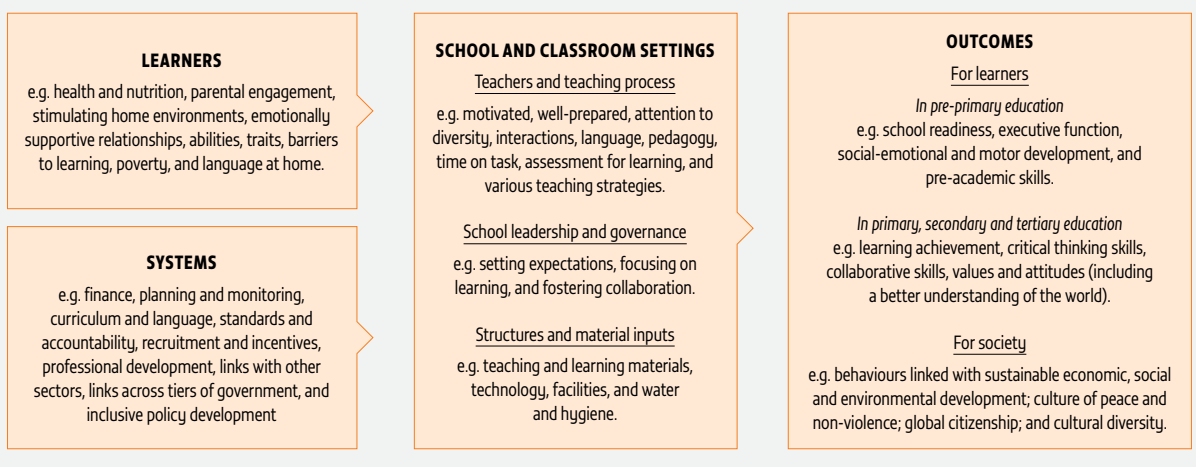 LEARNERS
e.g. health and nutrition, parental engagement,
stimulating home environments, emotionally
supportive relationships, abilities, traits, barriers
to learning, poverty, and language at home.
SYSTEMS
e.g. finance, planning and monitoring,
curriculum and language, standards and
accountability, recruitment and incentives,
professional development, links with other
sectors, links across tiers of government, and
inclusive policy development
SCHOOL AND CLASSROOM SETTINGS
Teachers and teaching process
e.g. motivated, well-prepared, attention to
diversity, interactions, language, pedagogy,
time on task, assessment for learning, and
various teaching strategies.
School leadership and governance
e.g. setting expectations, focusing on
learning, and fostering collaboration.
Structures and material inputs
e.g. teaching and learning materials,
technology, facilities, and water
and hygiene.
OUTCOMES
For learners
In pre-primary education
e.g. school readiness, executive function,
social-emotional and motor development, and
pre-academic skills.
In primary, secondary and tertiary education
e.g. learning achievement, critical thinking skills,
collaborative skills, values and attitudes (including
a better understanding of the world).
For society
e.g. behaviours linked with sustainable economic, social
and environmental development; culture of peace and
non-violence; global citizenship; and cultural diversity.